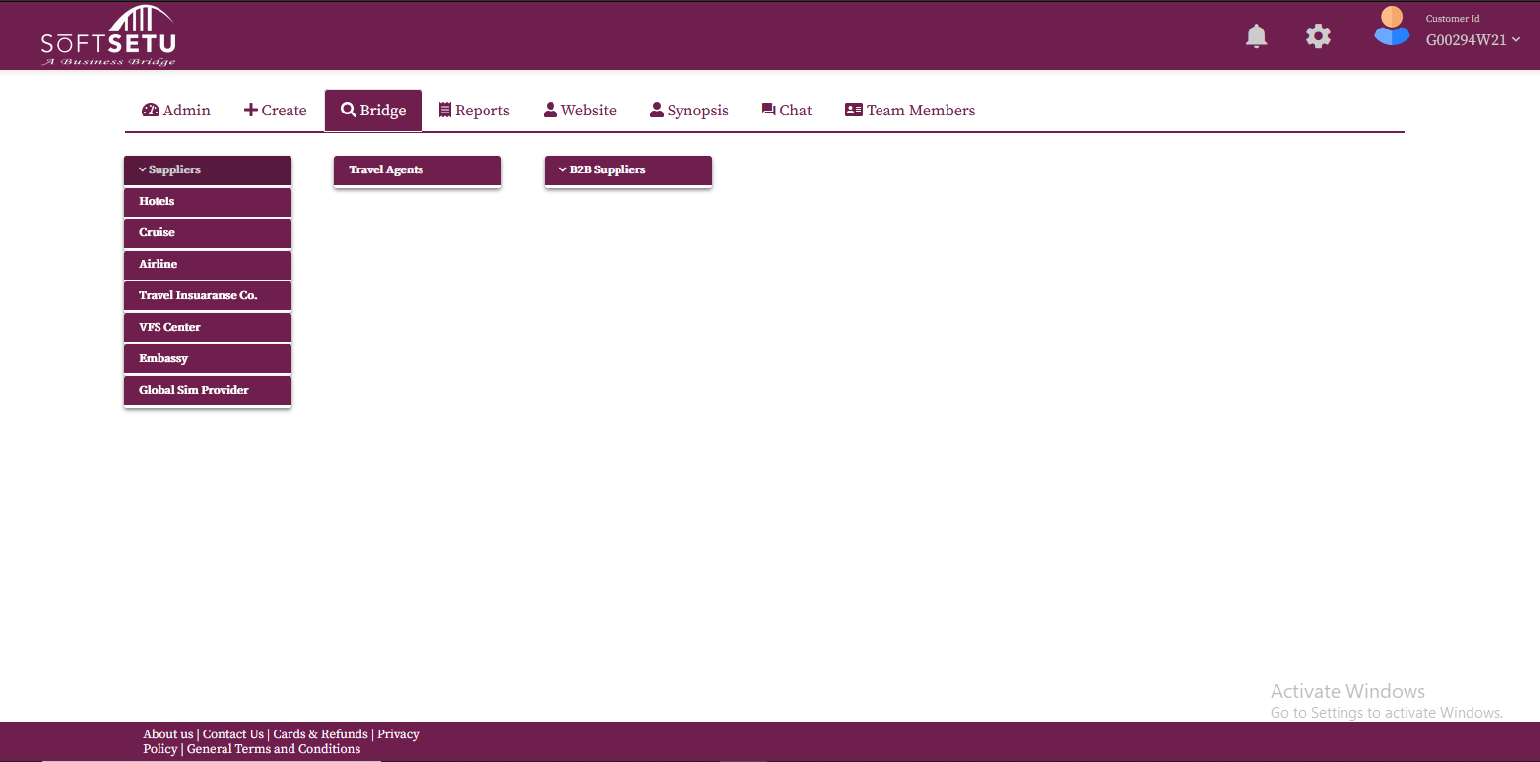 SOFTSETU
A Business Bridge
Customer Id
G00294W21
Admin
Create
Bridge
Reports
Website
Synopsis
Chat
Team Members
Suppliers
Hotels
Cruise
Airline
Travel Insuaranse Co.
VFS Center
Embassy
Global Sim Provider
Travel Agents
B2B Suppliers
Activate Windows
Go to Settings to activate Windows.
About us | Contact Us | Cards & Refunds | Privacy
Policy | General Terms and Conditions